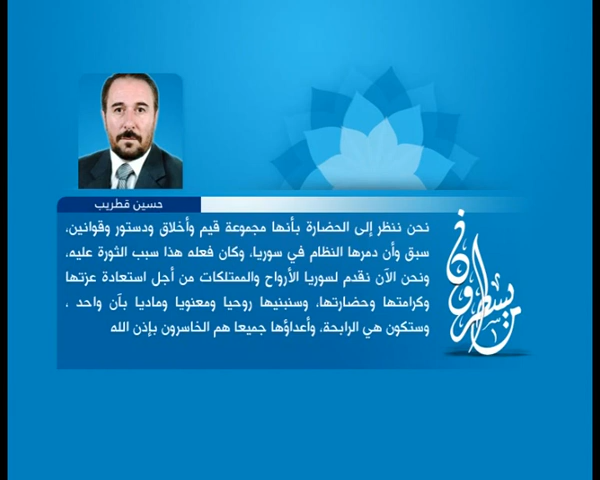 حسين قطريب
نحن ننظر إلى الحضارة بأنها مجموعة قيم وأخلاق ودستور وقوانين،
سبق وأن دمرها النظام في سوريا، وكان فعله هذا سبب الثورة عليه،
ونحن الآن نقدم لسوريا الأرواح والممتلكات من أجل استعادة عزتها
وكرامتها وحضارتها، وسنبنيها روحيا ومعنويا وماديا بآن واحد ،
وستكون هي الرابحة، وأعداؤها جميعا هم الخاسرون بإذن الله